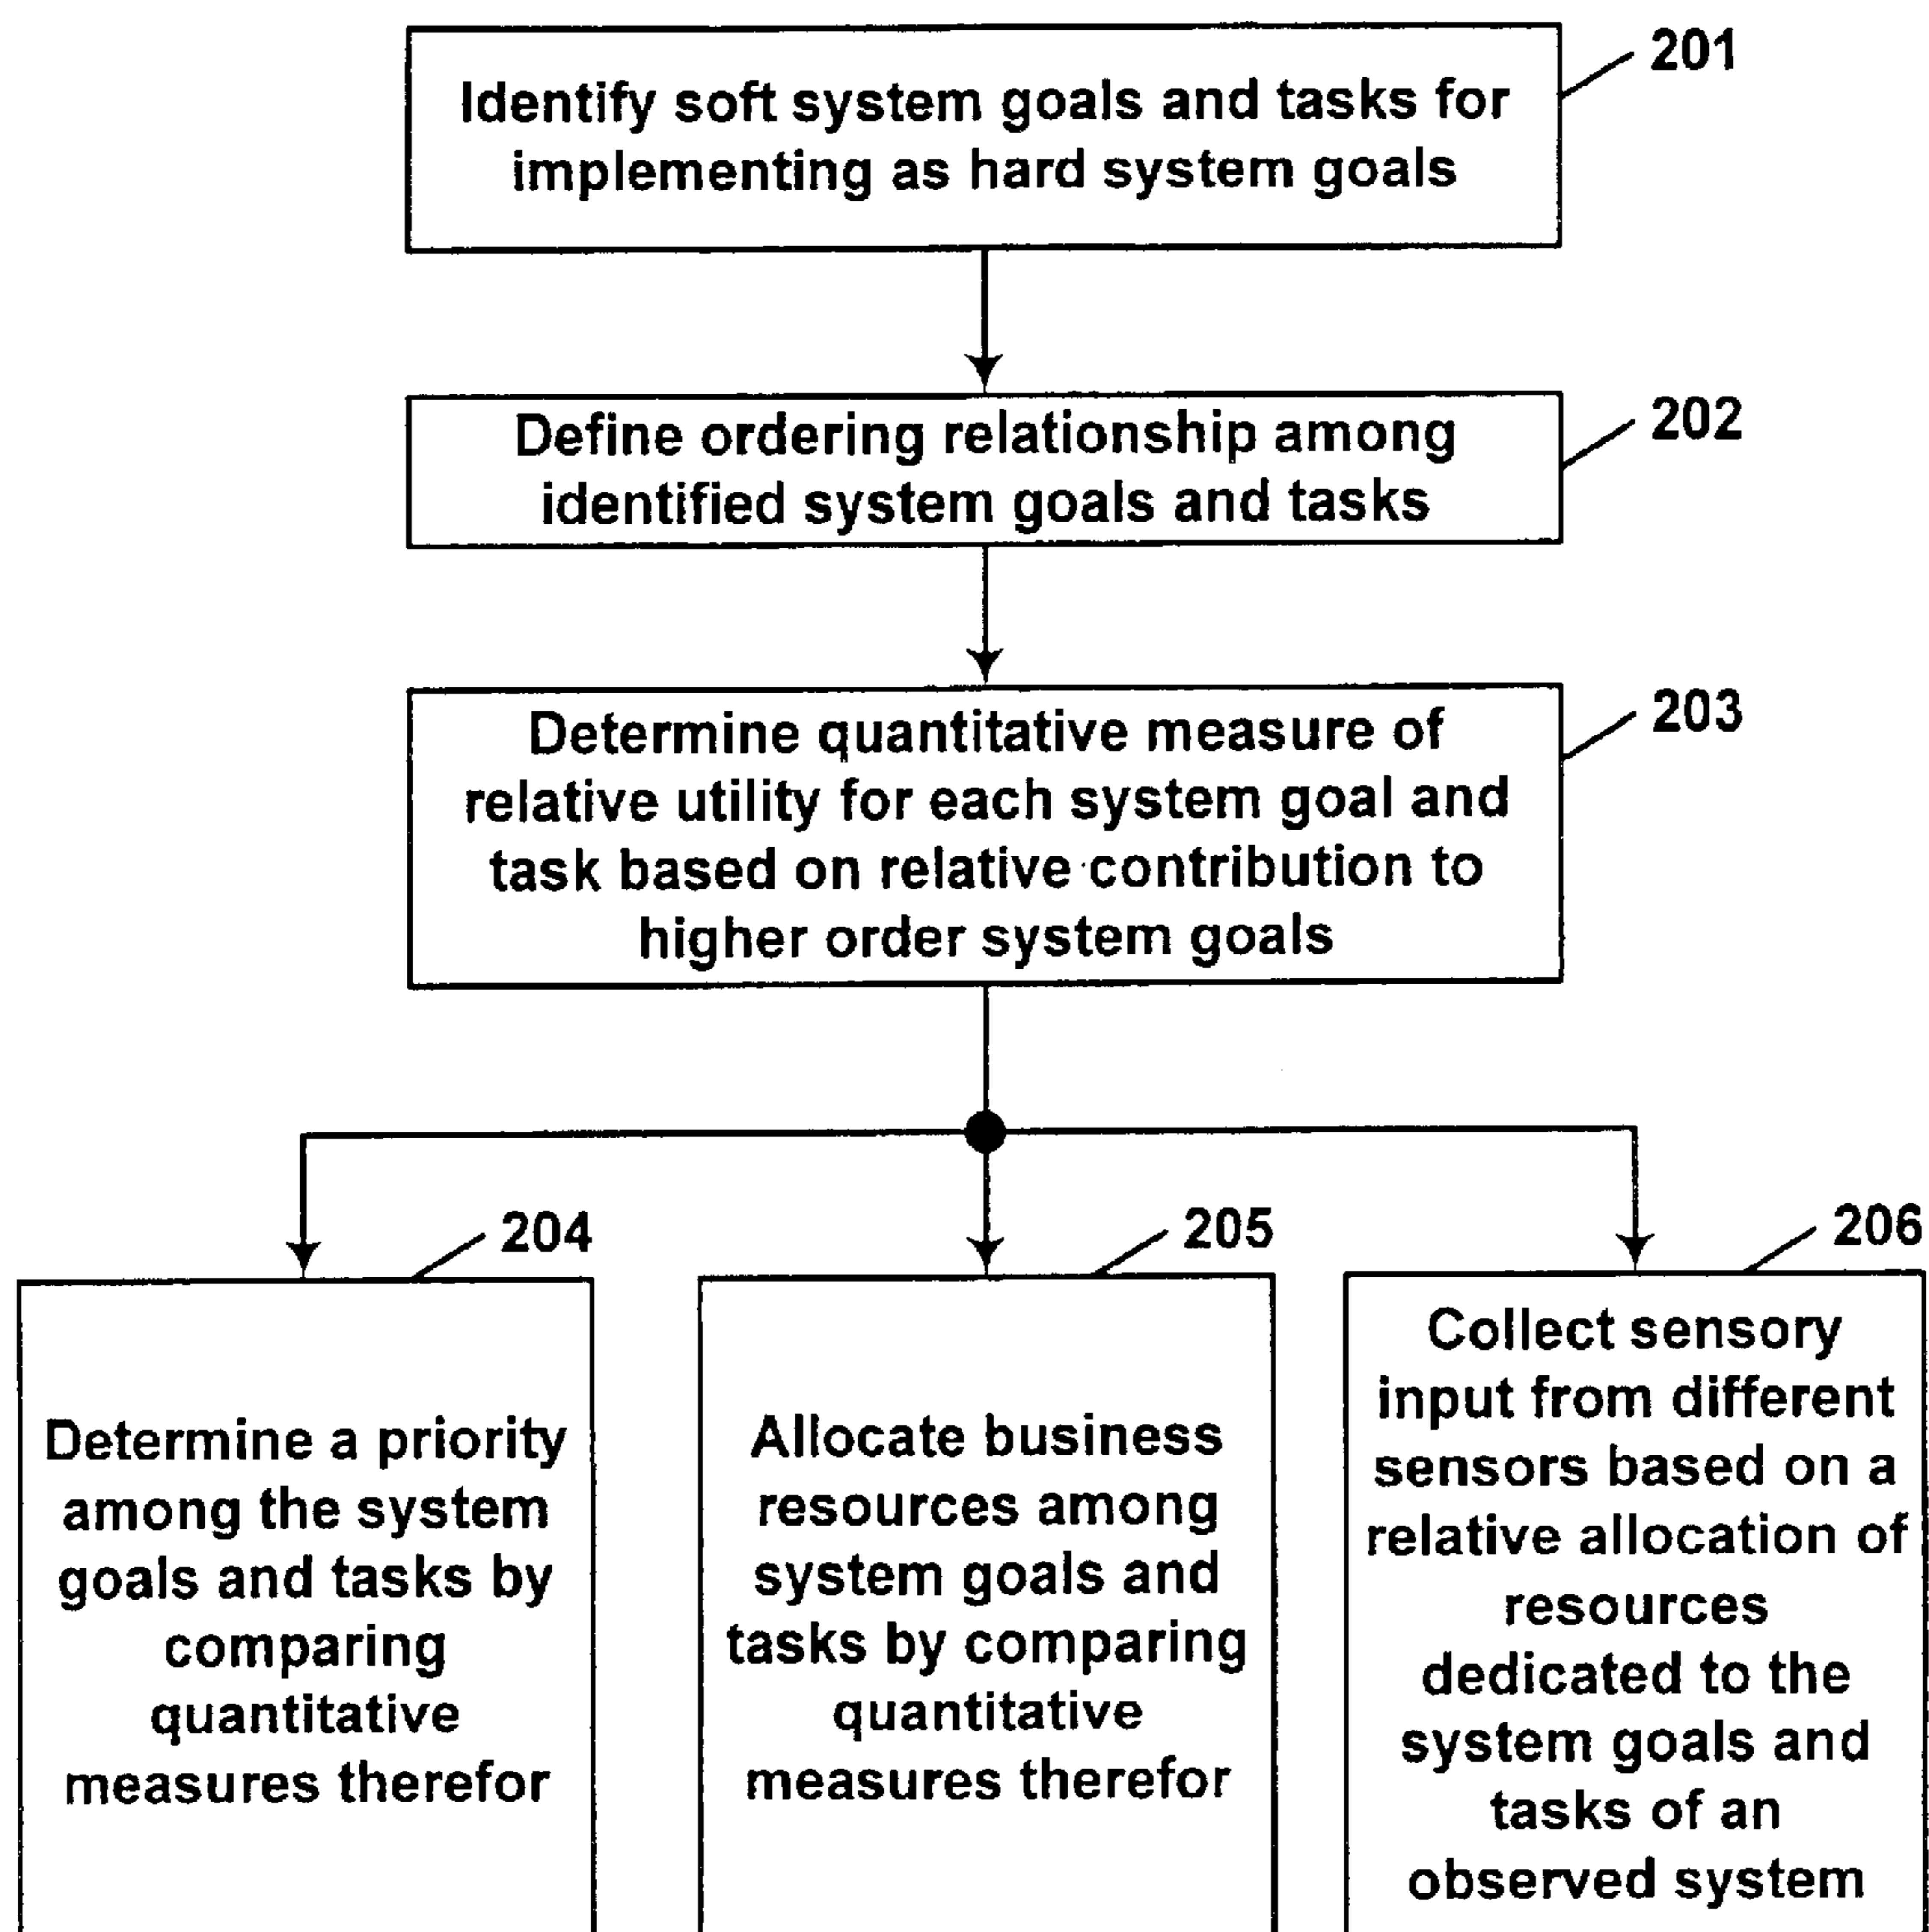 201
Identify soft system goals and tasks for
implementing as hard system goals
202
Define ordering relationship among
identified system goals and tasks
203
Determine quantitative measure of
relative utility for each system goal and
task based on relative contribution to
higher order system goals
204
Determine a priority
among the system
goals and tasks by
comparing
quantitative
measures therefor
205
Allocate business
resources among
system goals and
tasks by comparing
quantitative
measures therefor
206
Collect sensory
input from different
sensors based on a
relative allocation of
resources
dedicated to the
system goals and
tasks of an
observed system